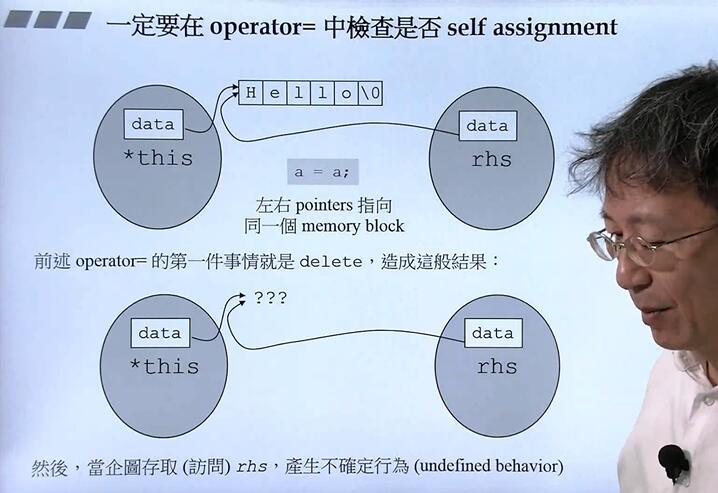 一定要在 operator= 中檢查是否 self assignment
H e l l o \0
data
data
*this
rhs
a = a;
左右 pointers 指向
同一個 memory block
前述 operator= 的第一件事情就是 delete，造成這般結果：
???
data
data
*this
rhs
然後，當企圖存取 (訪問) rhs，產生不確定行為 (undefined behavior)